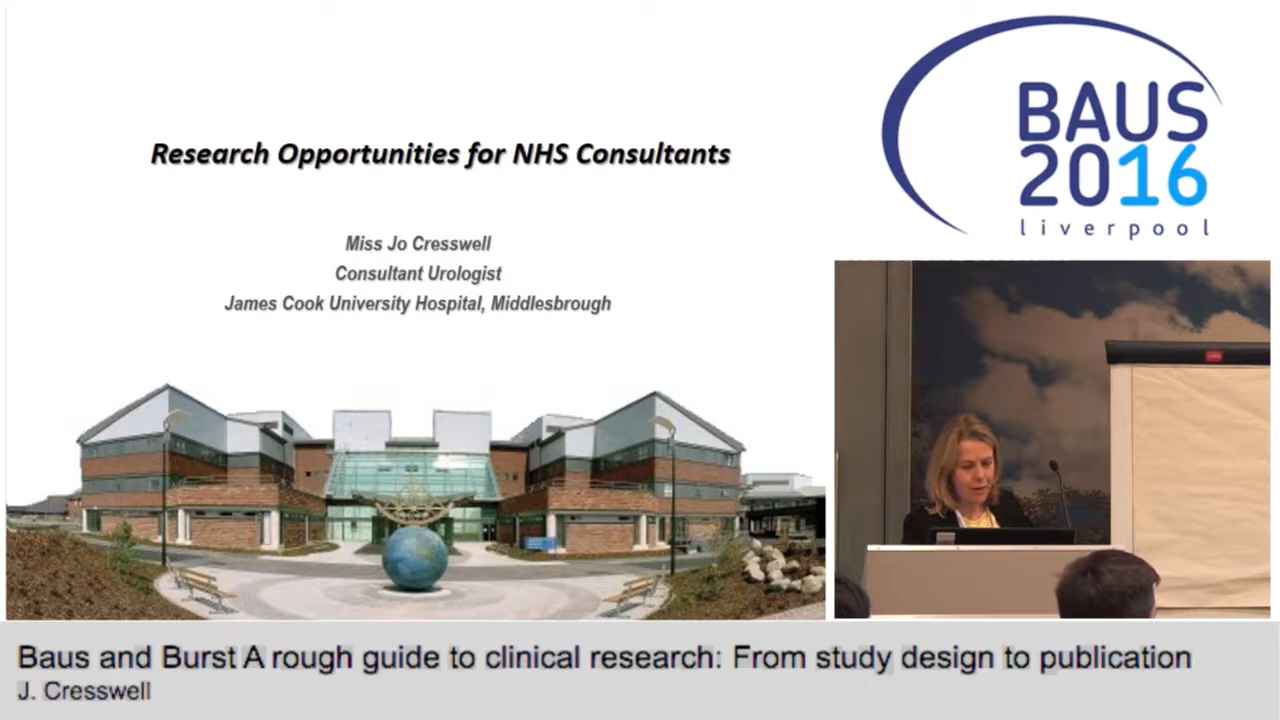 Research Opportunities for NHS Consultants
Miss Jo Cresswell
Consultant Urologist
James Cook University Hospital, Middlesbrough
BAUS
2016
liverpool
Baus and Burst A rough guide to clinical research: From study design to publication
J. Cresswell